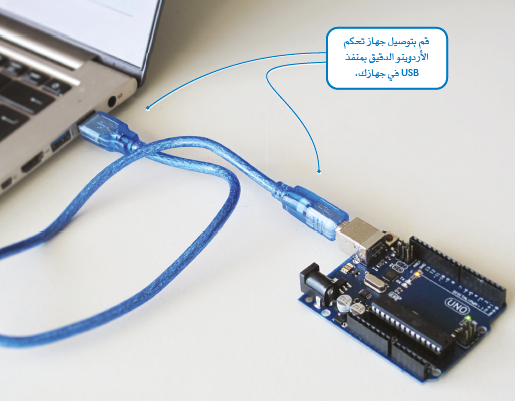 قم بتوصيل جهاز تحكم
الأردوينو الدقيق بمنفذ
USB في جهازك.
UNO